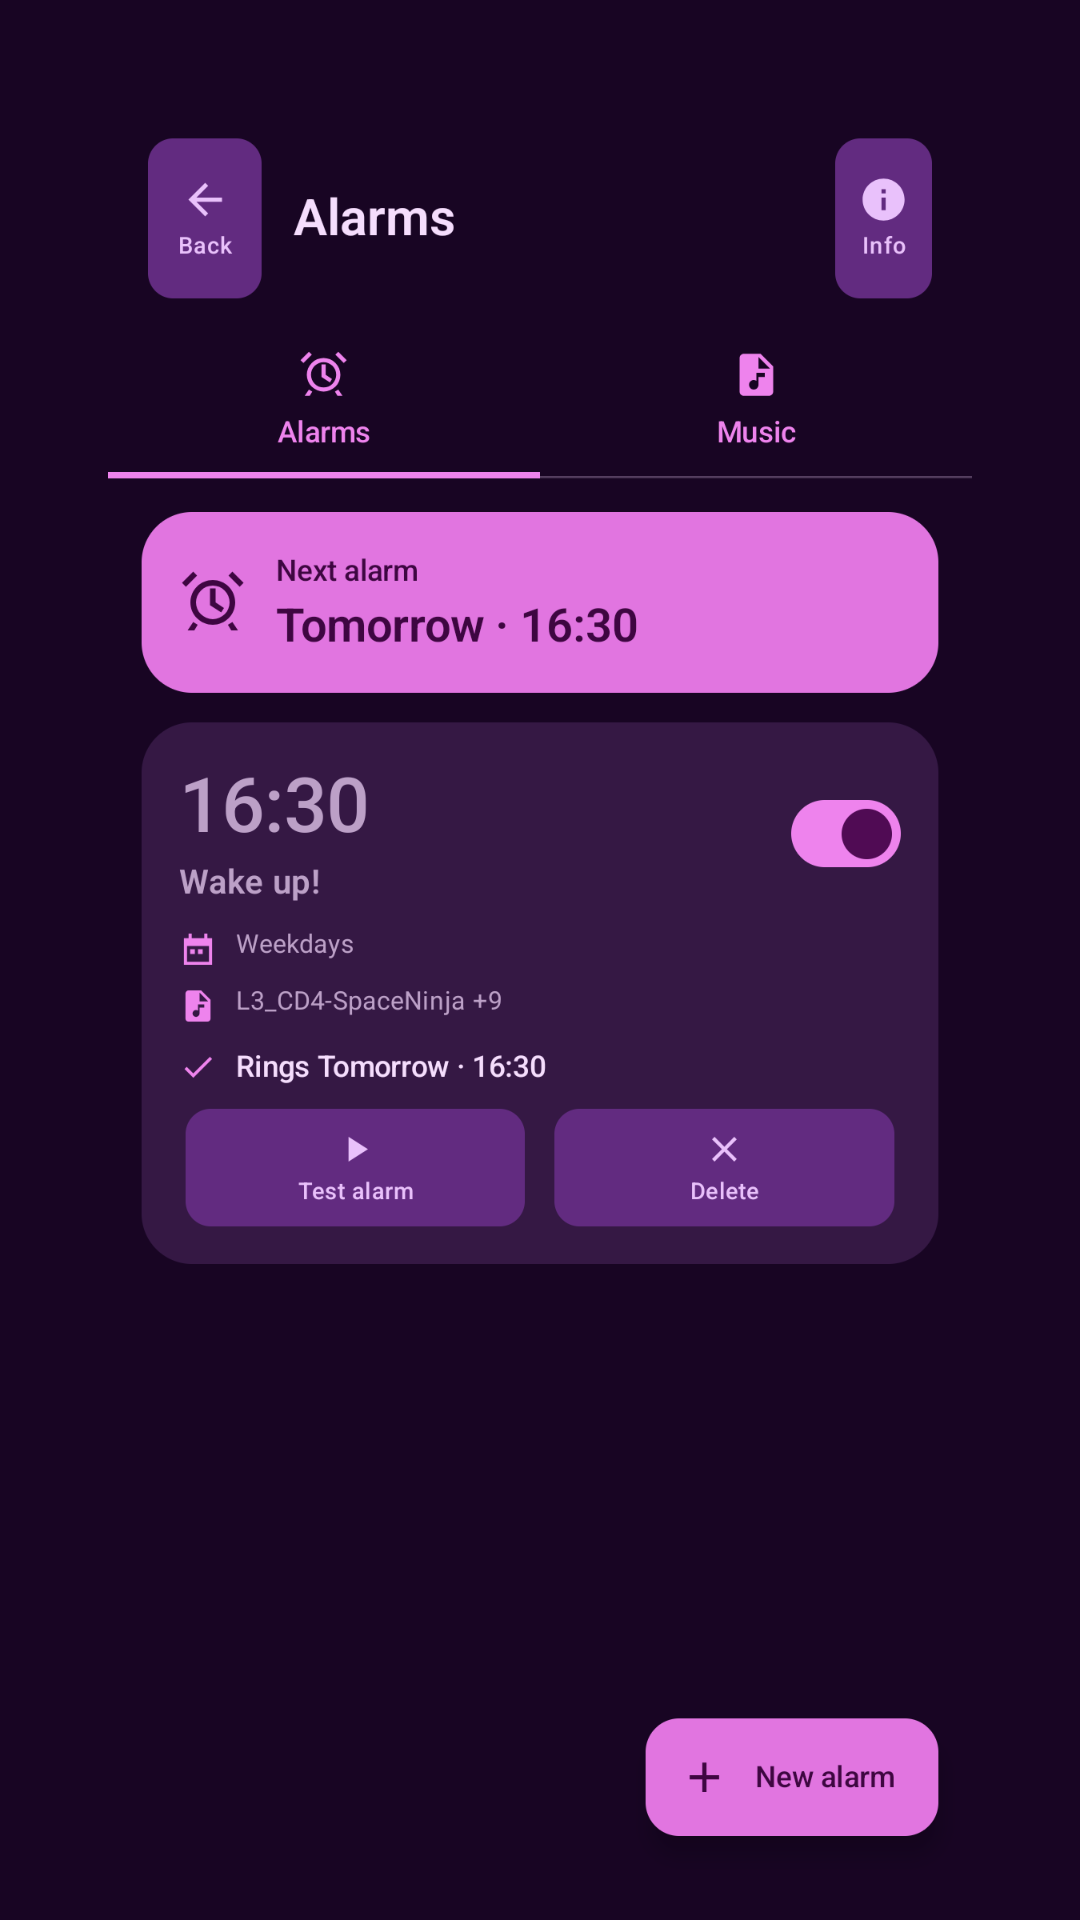 Back
Alarms
Info
Alarms
Music
Next alarm
Tomorrow · 16:30
16:30
Wake up!
Weekdays
L3_CD4-SpaceNinja +9
Rings Tomorrow · 16:30
Test alarm
Delete
New alarm